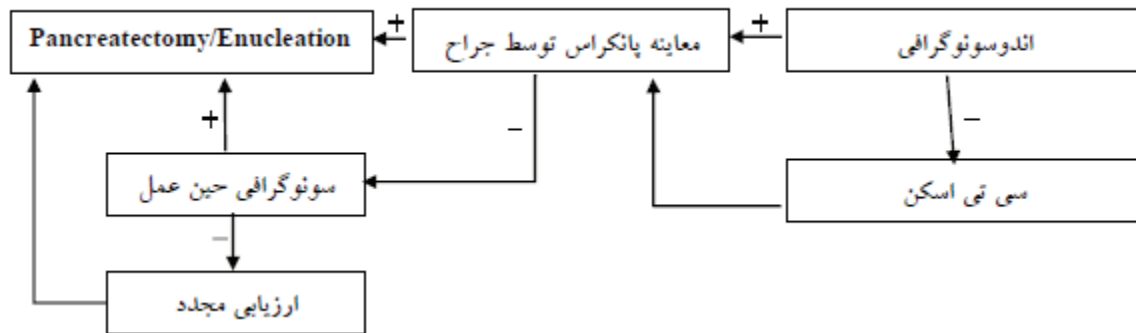 اندوسونوگرافی
+
معاینه پانکراس توسط جراح
+
Pancreatectomy/Enucleation
–
سی تی اسکن
–
+
سونوگرافی حین عمل
–
ارزیابی مجدد